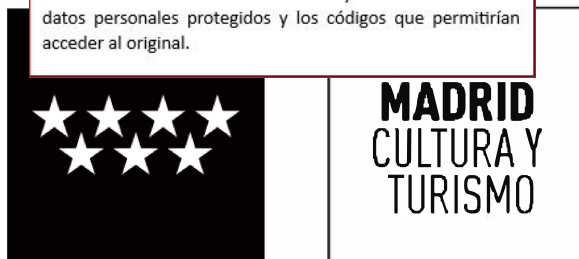 datos personales protegidos y los códigos que permitirían
acceder al original.
MADRID
CULTURA Y
TURISMO